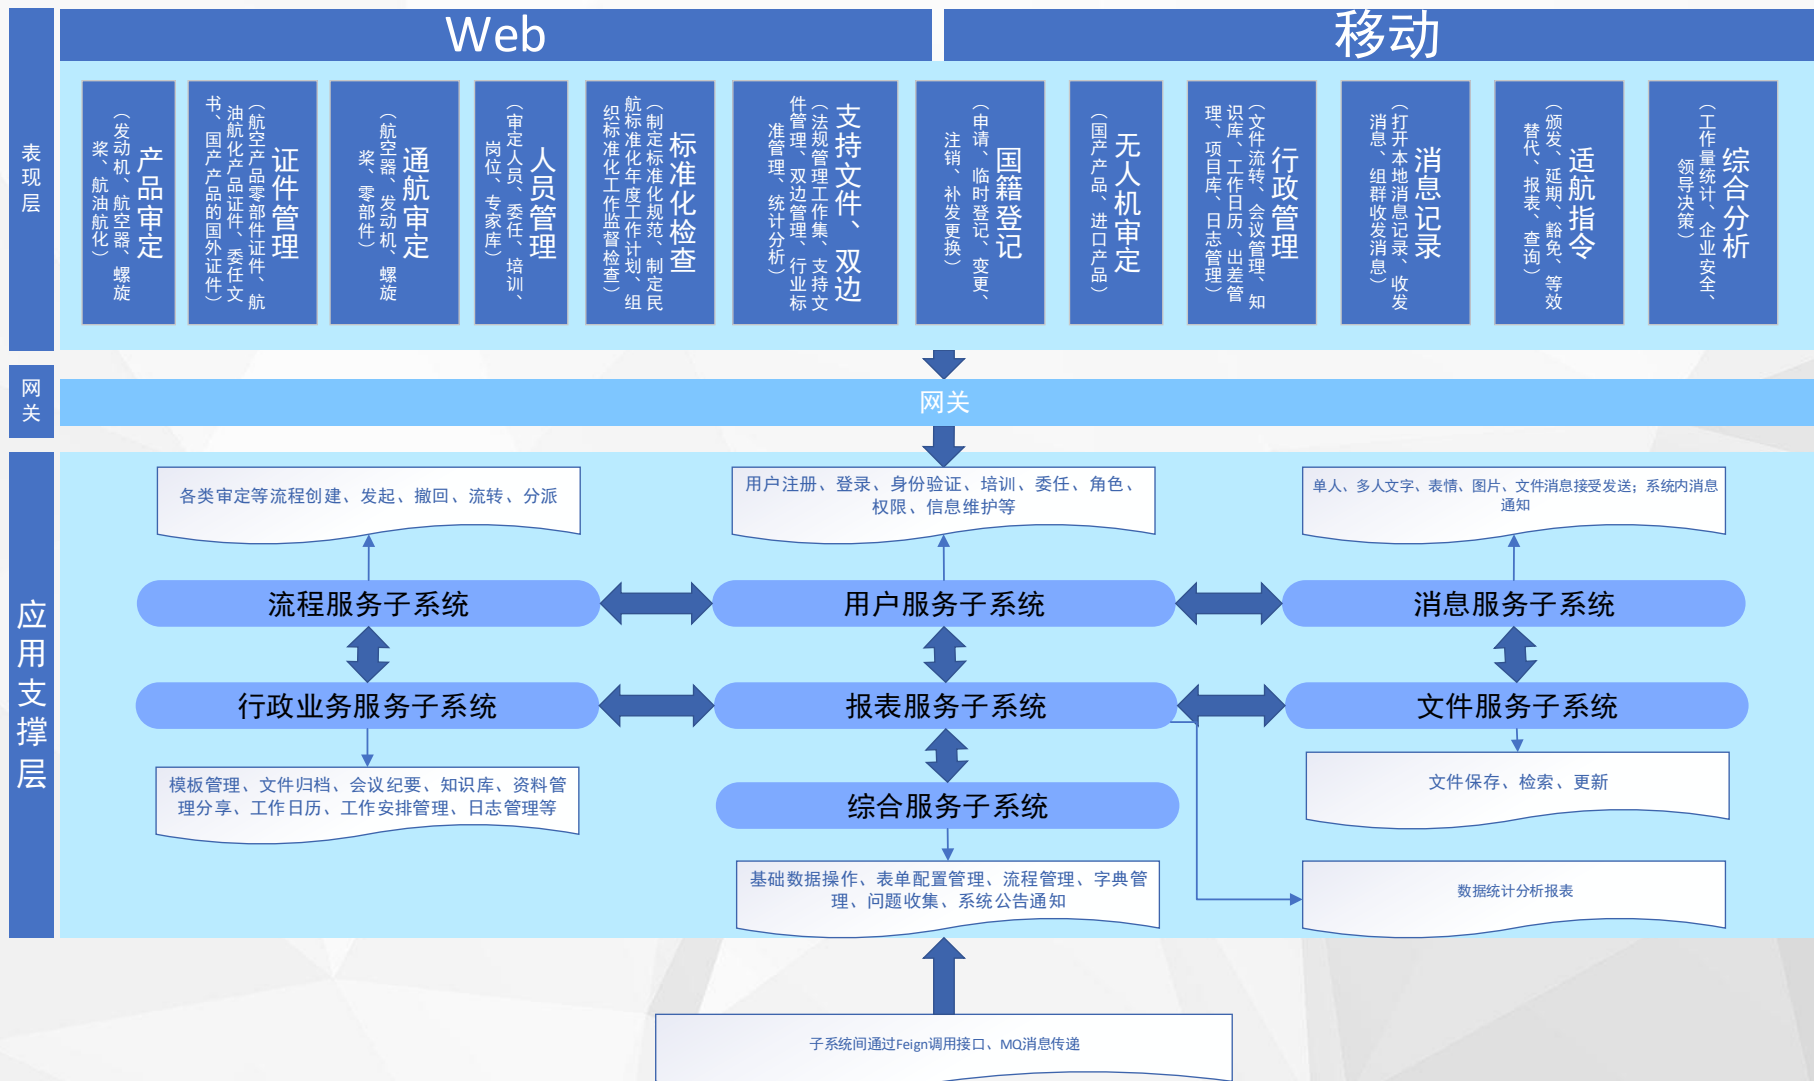 Web
移动
表现层
产品审定
（发动机、航空器、螺旋
桨、航油航化）
证件管理
（航空产品零部件证件、航
油航化产品证件、委任文
书、国产产品的国外证件）
通航审定
（航空器、发动机、螺旋
桨、零部件）
人员管理
（审定人员、委任、培训、
岗位、专家库）
标准化检查
（制定标准化规范、制定民
航标准化年度工作计划、组
织标准化工作监督检查）
支持文件、双边
（法规管理工作集、支持文
件管理、双边管理、行业标
准管理、统计分析）
国籍登记
（申请、临时登记、变更、
注销、补发更换）
无人机审定
（国产产品、进口产品）
行政管理
（文件流转、会议管理、知
识库、工作日历、出差管
理、项目库、日志管理）
消息记录
（打开本地消息记录、收发
消息、组群收发消息）
适航指令
（颁发、延期、豁免、等效
替代、报表、查询）
综合分析
（工作量统计、企业安全、
领导决策）
网关
网关
应用支撑层
各类审定等流程创建、发起、撤回、流转、分派
用户注册、登录、身份验证、培训、委任、角色、
权限、信息维护等
单人、多人文字、表情、图片、文件消息接受发送；系统内消息
通知
流程服务子系统
用户服务子系统
消息服务子系统
行政业务服务子系统
报表服务子系统
文件服务子系统
模板管理、文件归档、会议纪要、知识库、资料管
理分享、工作日历、工作安排管理、日志管理等
综合服务子系统
文件保存、检索、更新
基础数据操作、表单配置管理、流程管理、字典管
理、问题收集、系统公告通知
数据统计分析报表
子系统间通过Feign调用接口、MQ消息传递